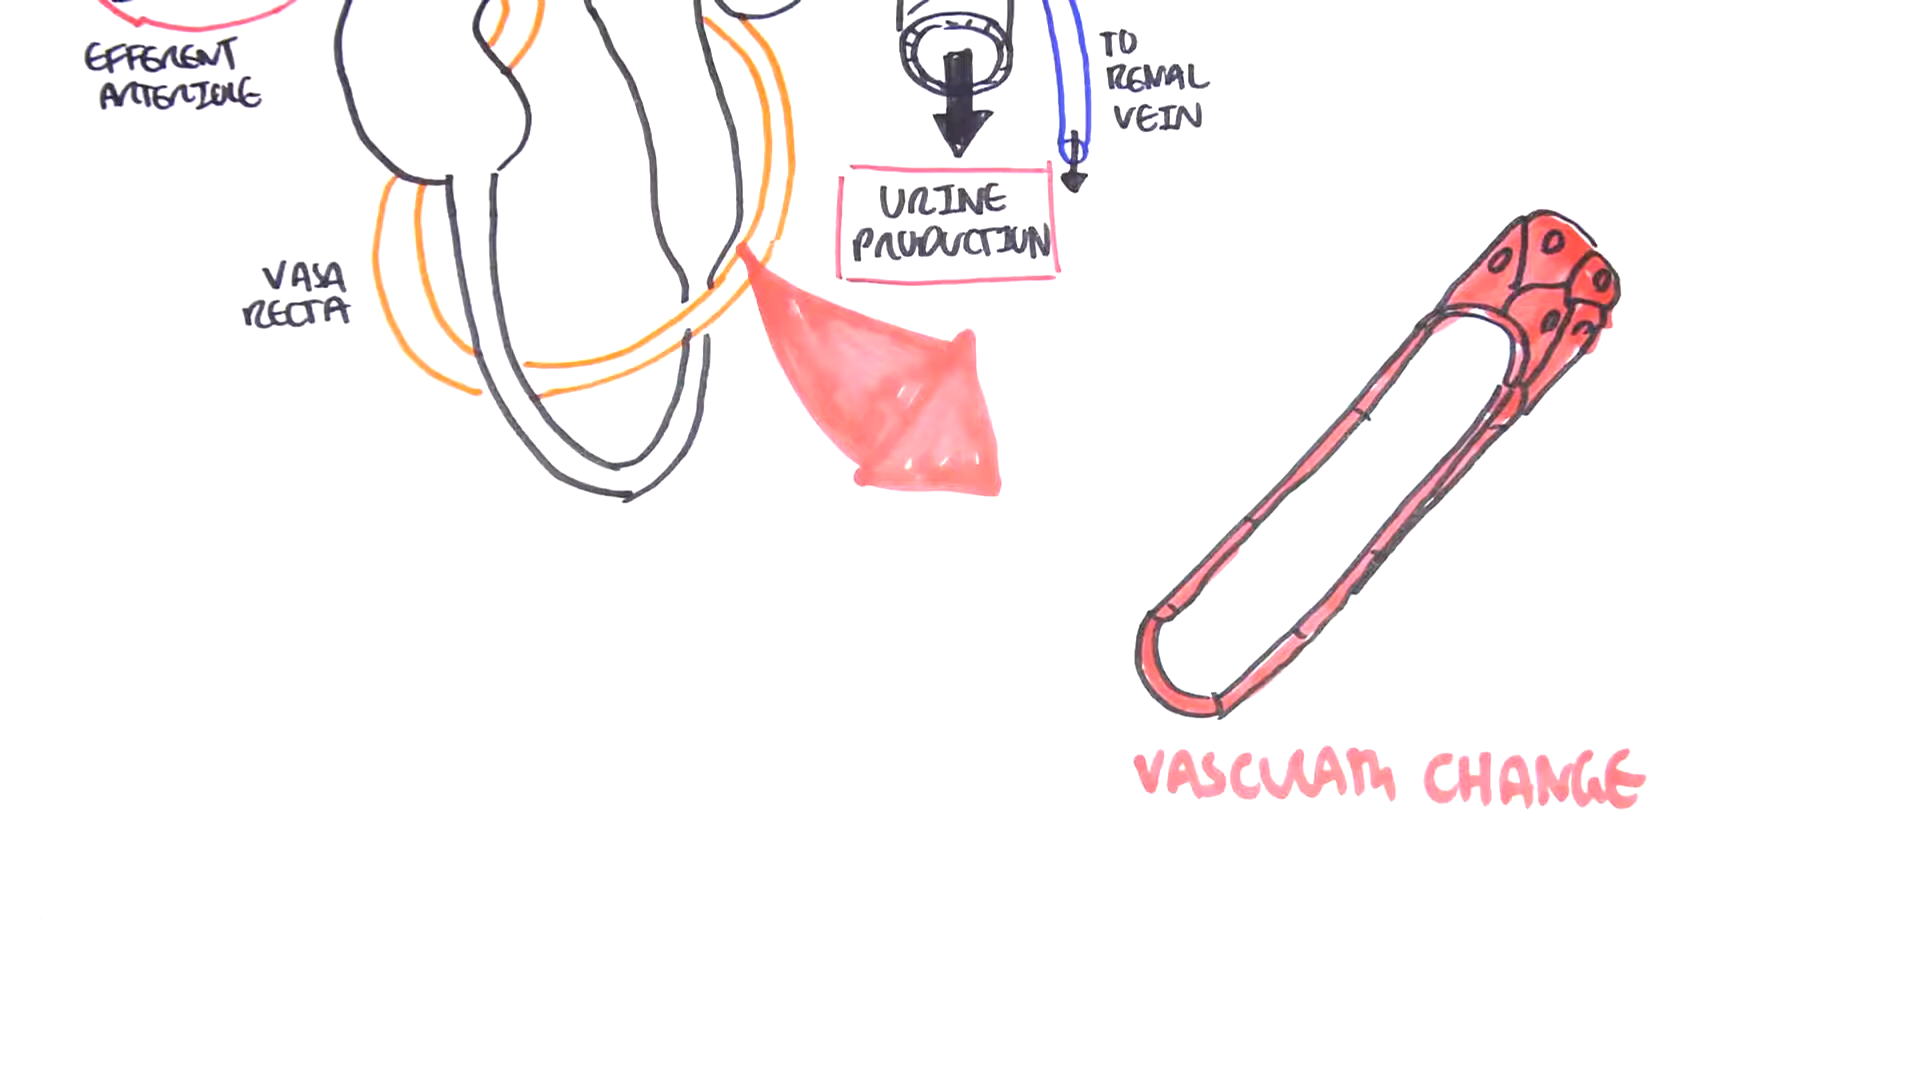 EFFERENT
ARTERIOLE
TO
RENAL
VEIN
URINE
PRODUCTION
VASA
RECTA
VASCULAR CHANGE